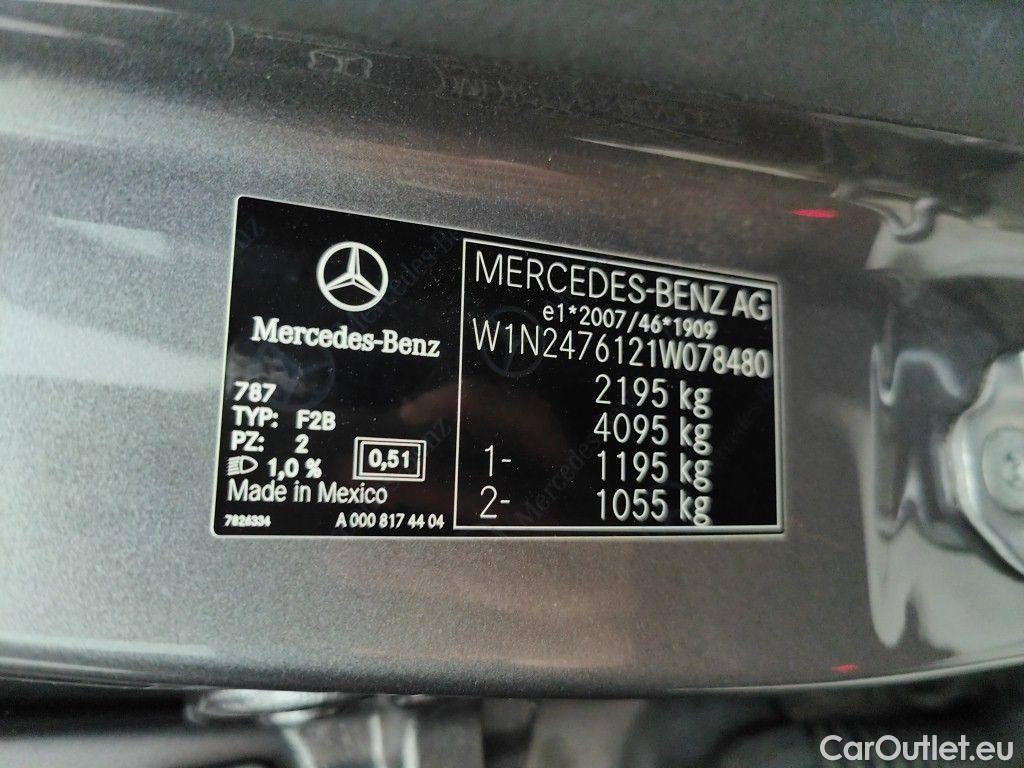 Mercedes-Benz
787
TYP: F2B
PZ: 2
1,0 %
0,51
Made in Mexico
7826334
A 000 817 44 04
MERCEDES-BENZ AG
e1*2007/46*1909
W1N2476121W078480
2195 kg
4095 kg
1- 1195 kg
2- 1055 kg
CarOutlet.eu